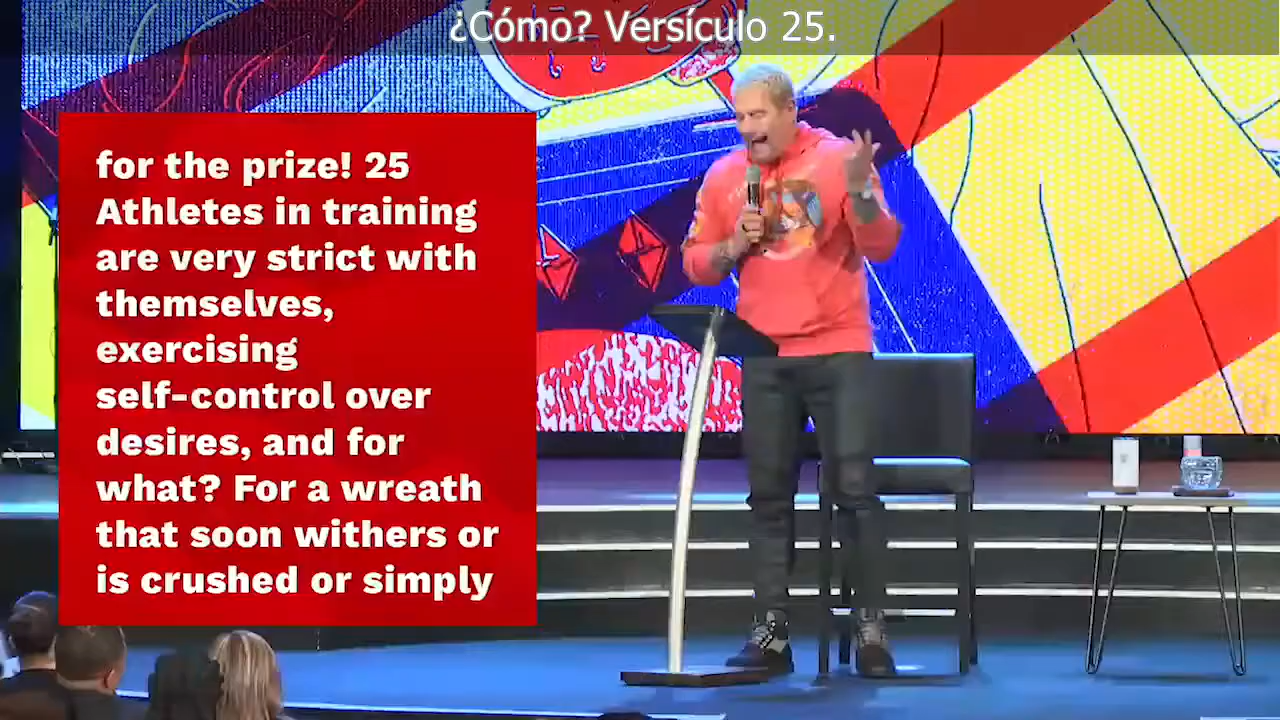 ¿Cómo? Versículo 25.
for the prize! 25
Athletes in training
are very strict with
themselves,
exercising
self-control over
desires, and for
what? For a wreath
that soon withers or
is crushed or simply